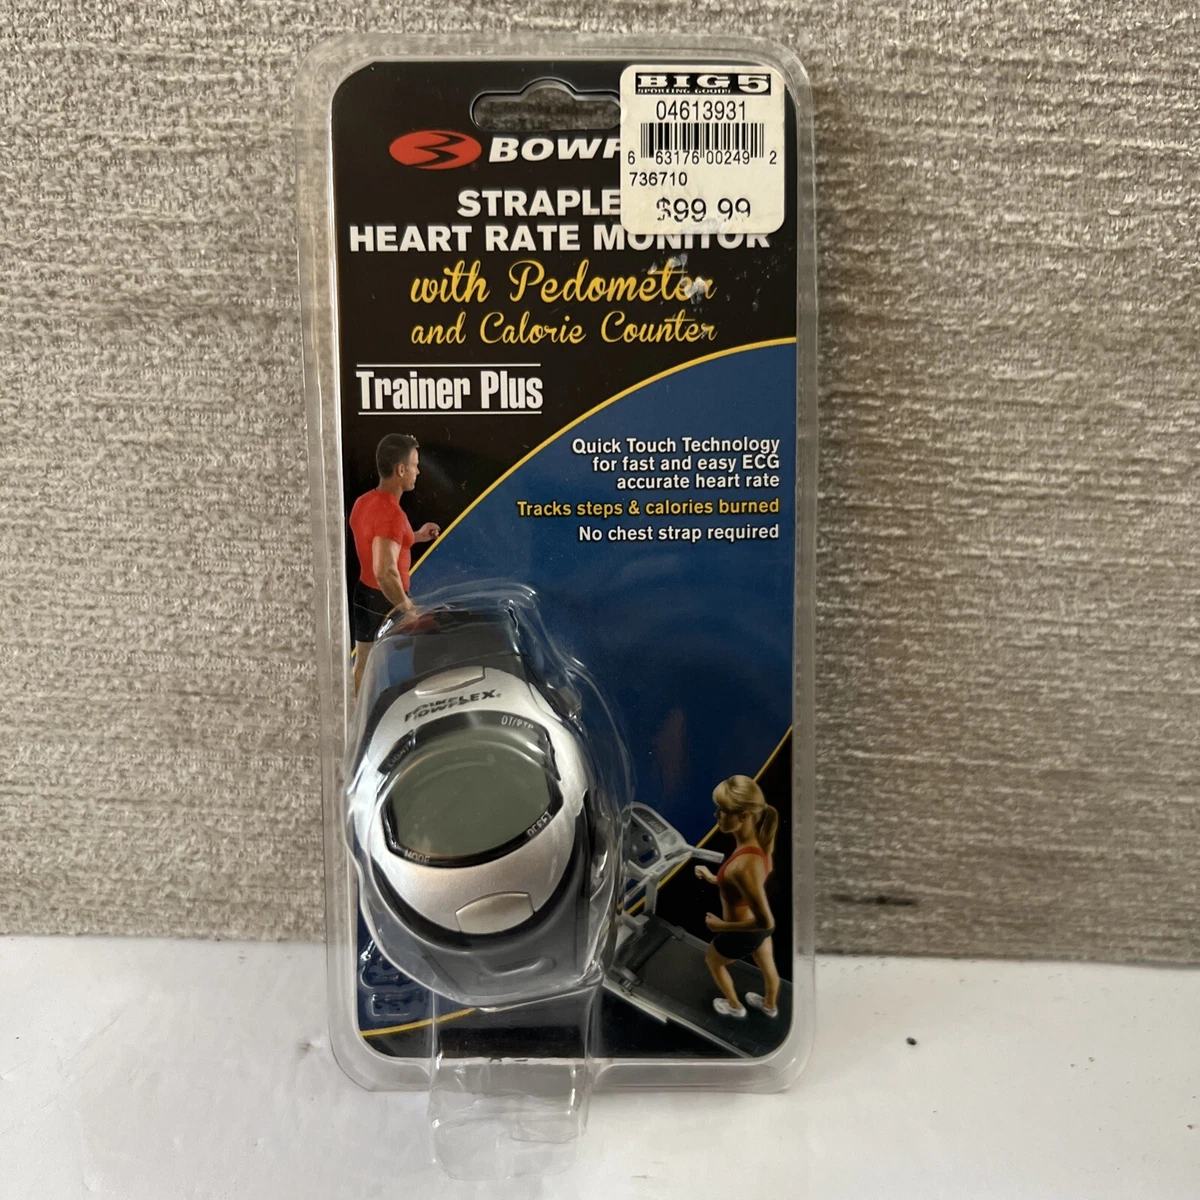 BIG 5
SPORTING GOODS
04613931
6 63176 00249 2
736710
$99.99
STRAPLE
HEART RATE MONITOR
with Pedometer
and Calorie Counter
Trainer Plus
Quick Touch Technology
for fast and easy ECG
accurate heart rate
Tracks steps & calories burned
No chest strap required
BOWFLEX
LIGHT
MODE